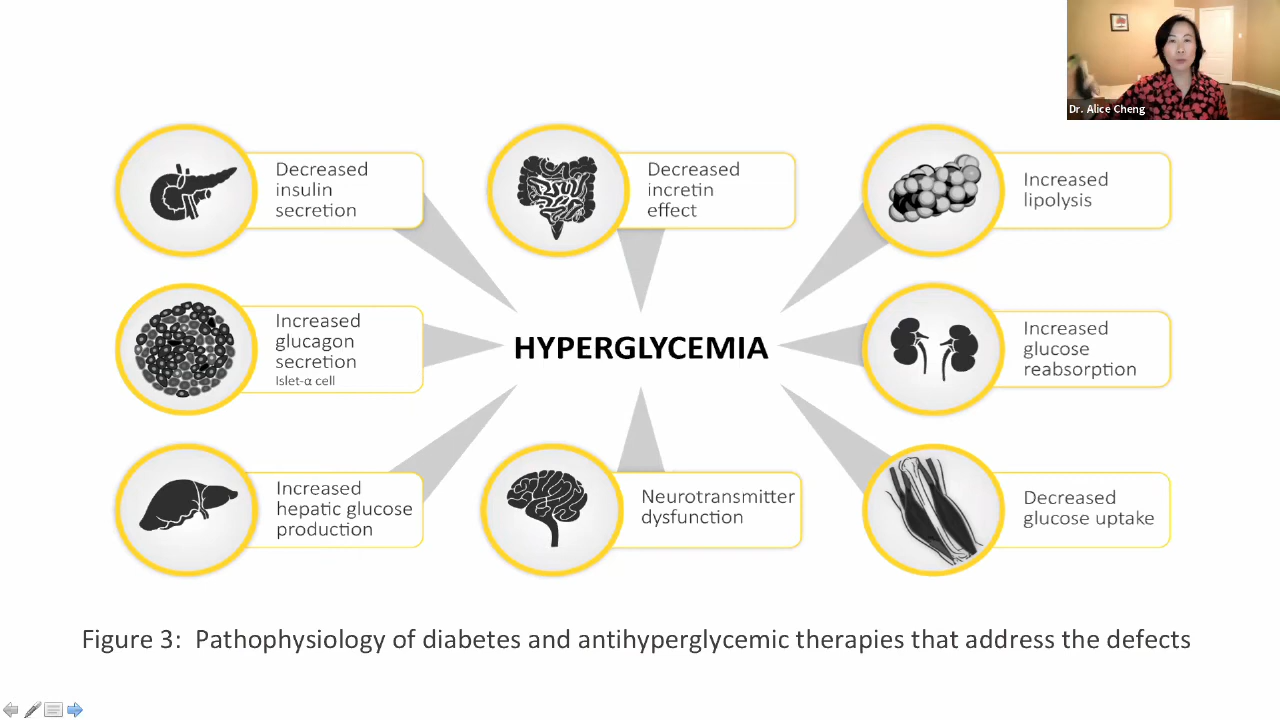 Dr. Alice Cheng
Decreased
insulin
secretion
Decreased
incretin
effect
Increased
lipolysis
Increased
glucagon
secretion
Islet-α cell
HYPERGLYCEMIA
Increased
glucose
reabsorption
Increased
hepatic glucose
production
Neurotransmitter
dysfunction
Decreased
glucose uptake
Figure 3: Pathophysiology of diabetes and antihyperglycemic therapies that address the defects